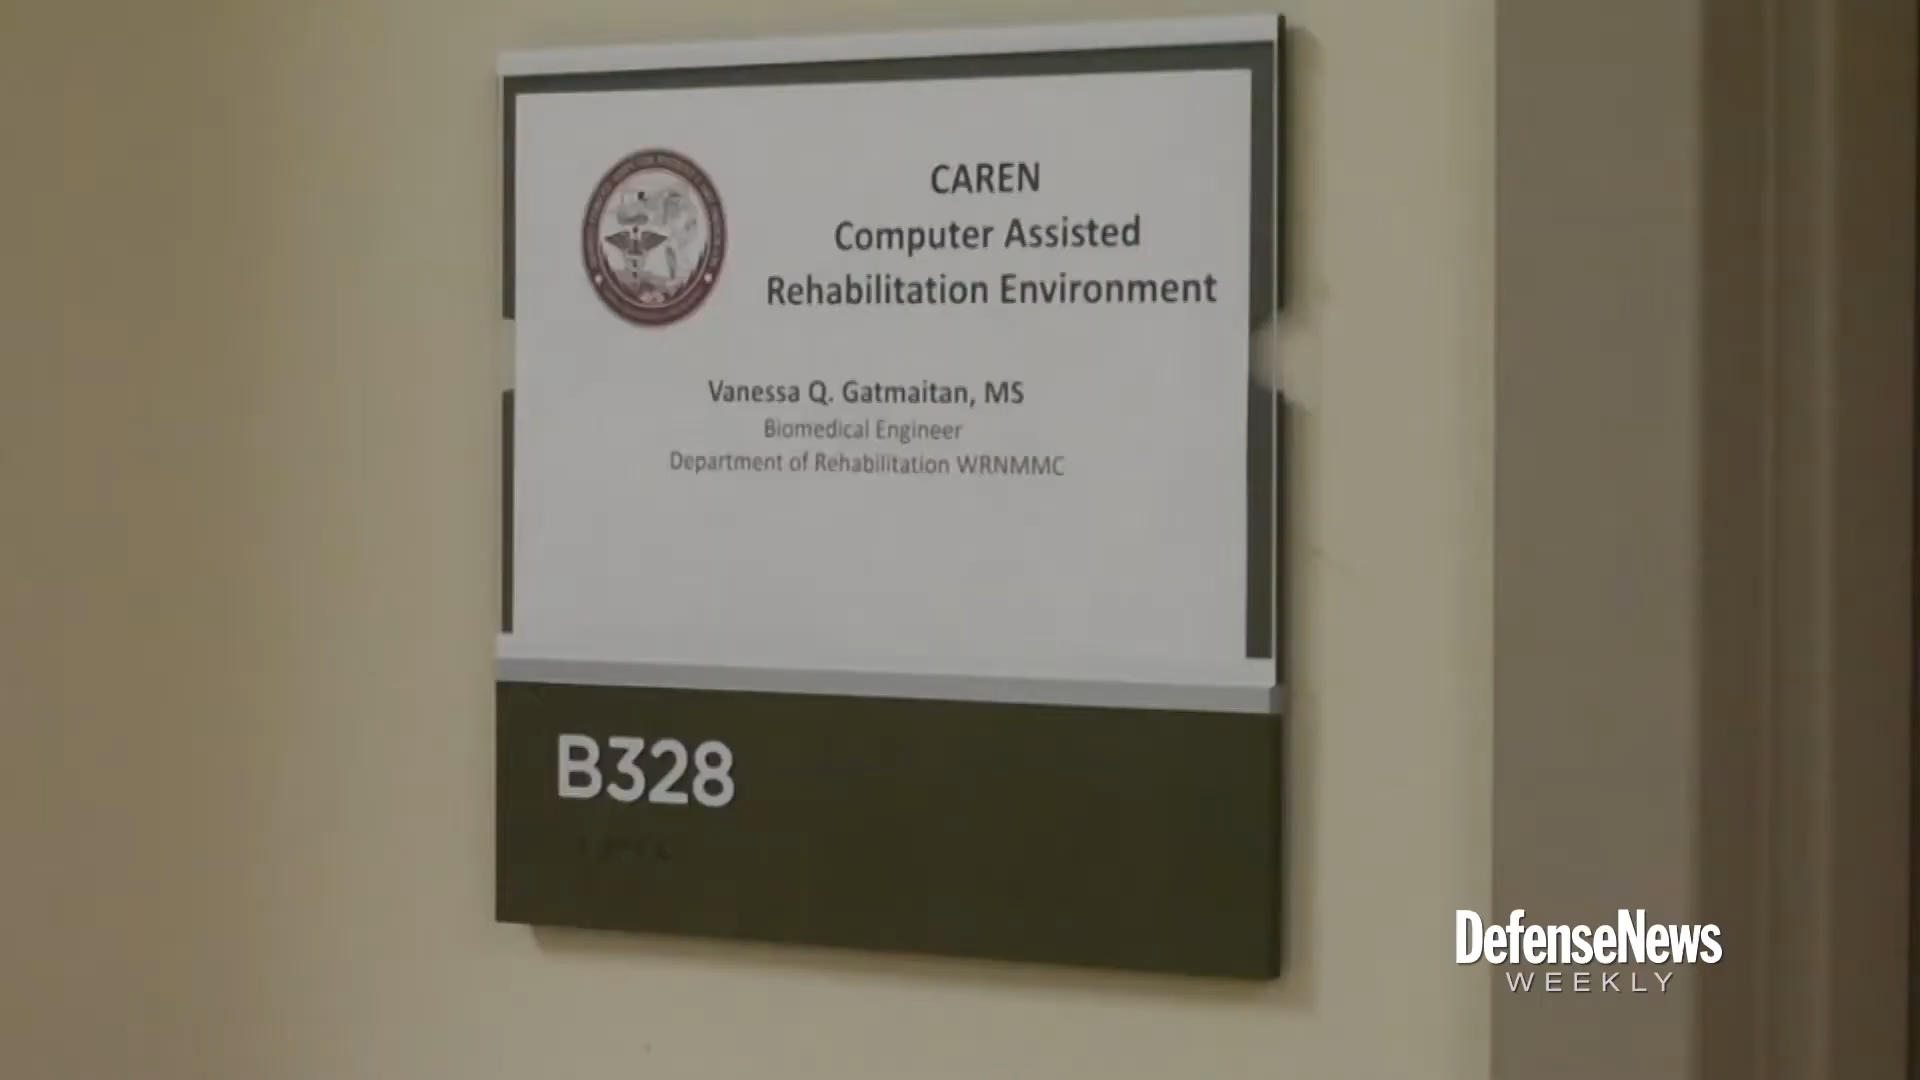 CAREN
Computer Assisted
Rehabilitation Environment
Vanessa Q. Gatmaitan, MS
Biomedical Engineer
Department of Rehabilitation WRNMMC
B328
DefenseNews
WEEKLY